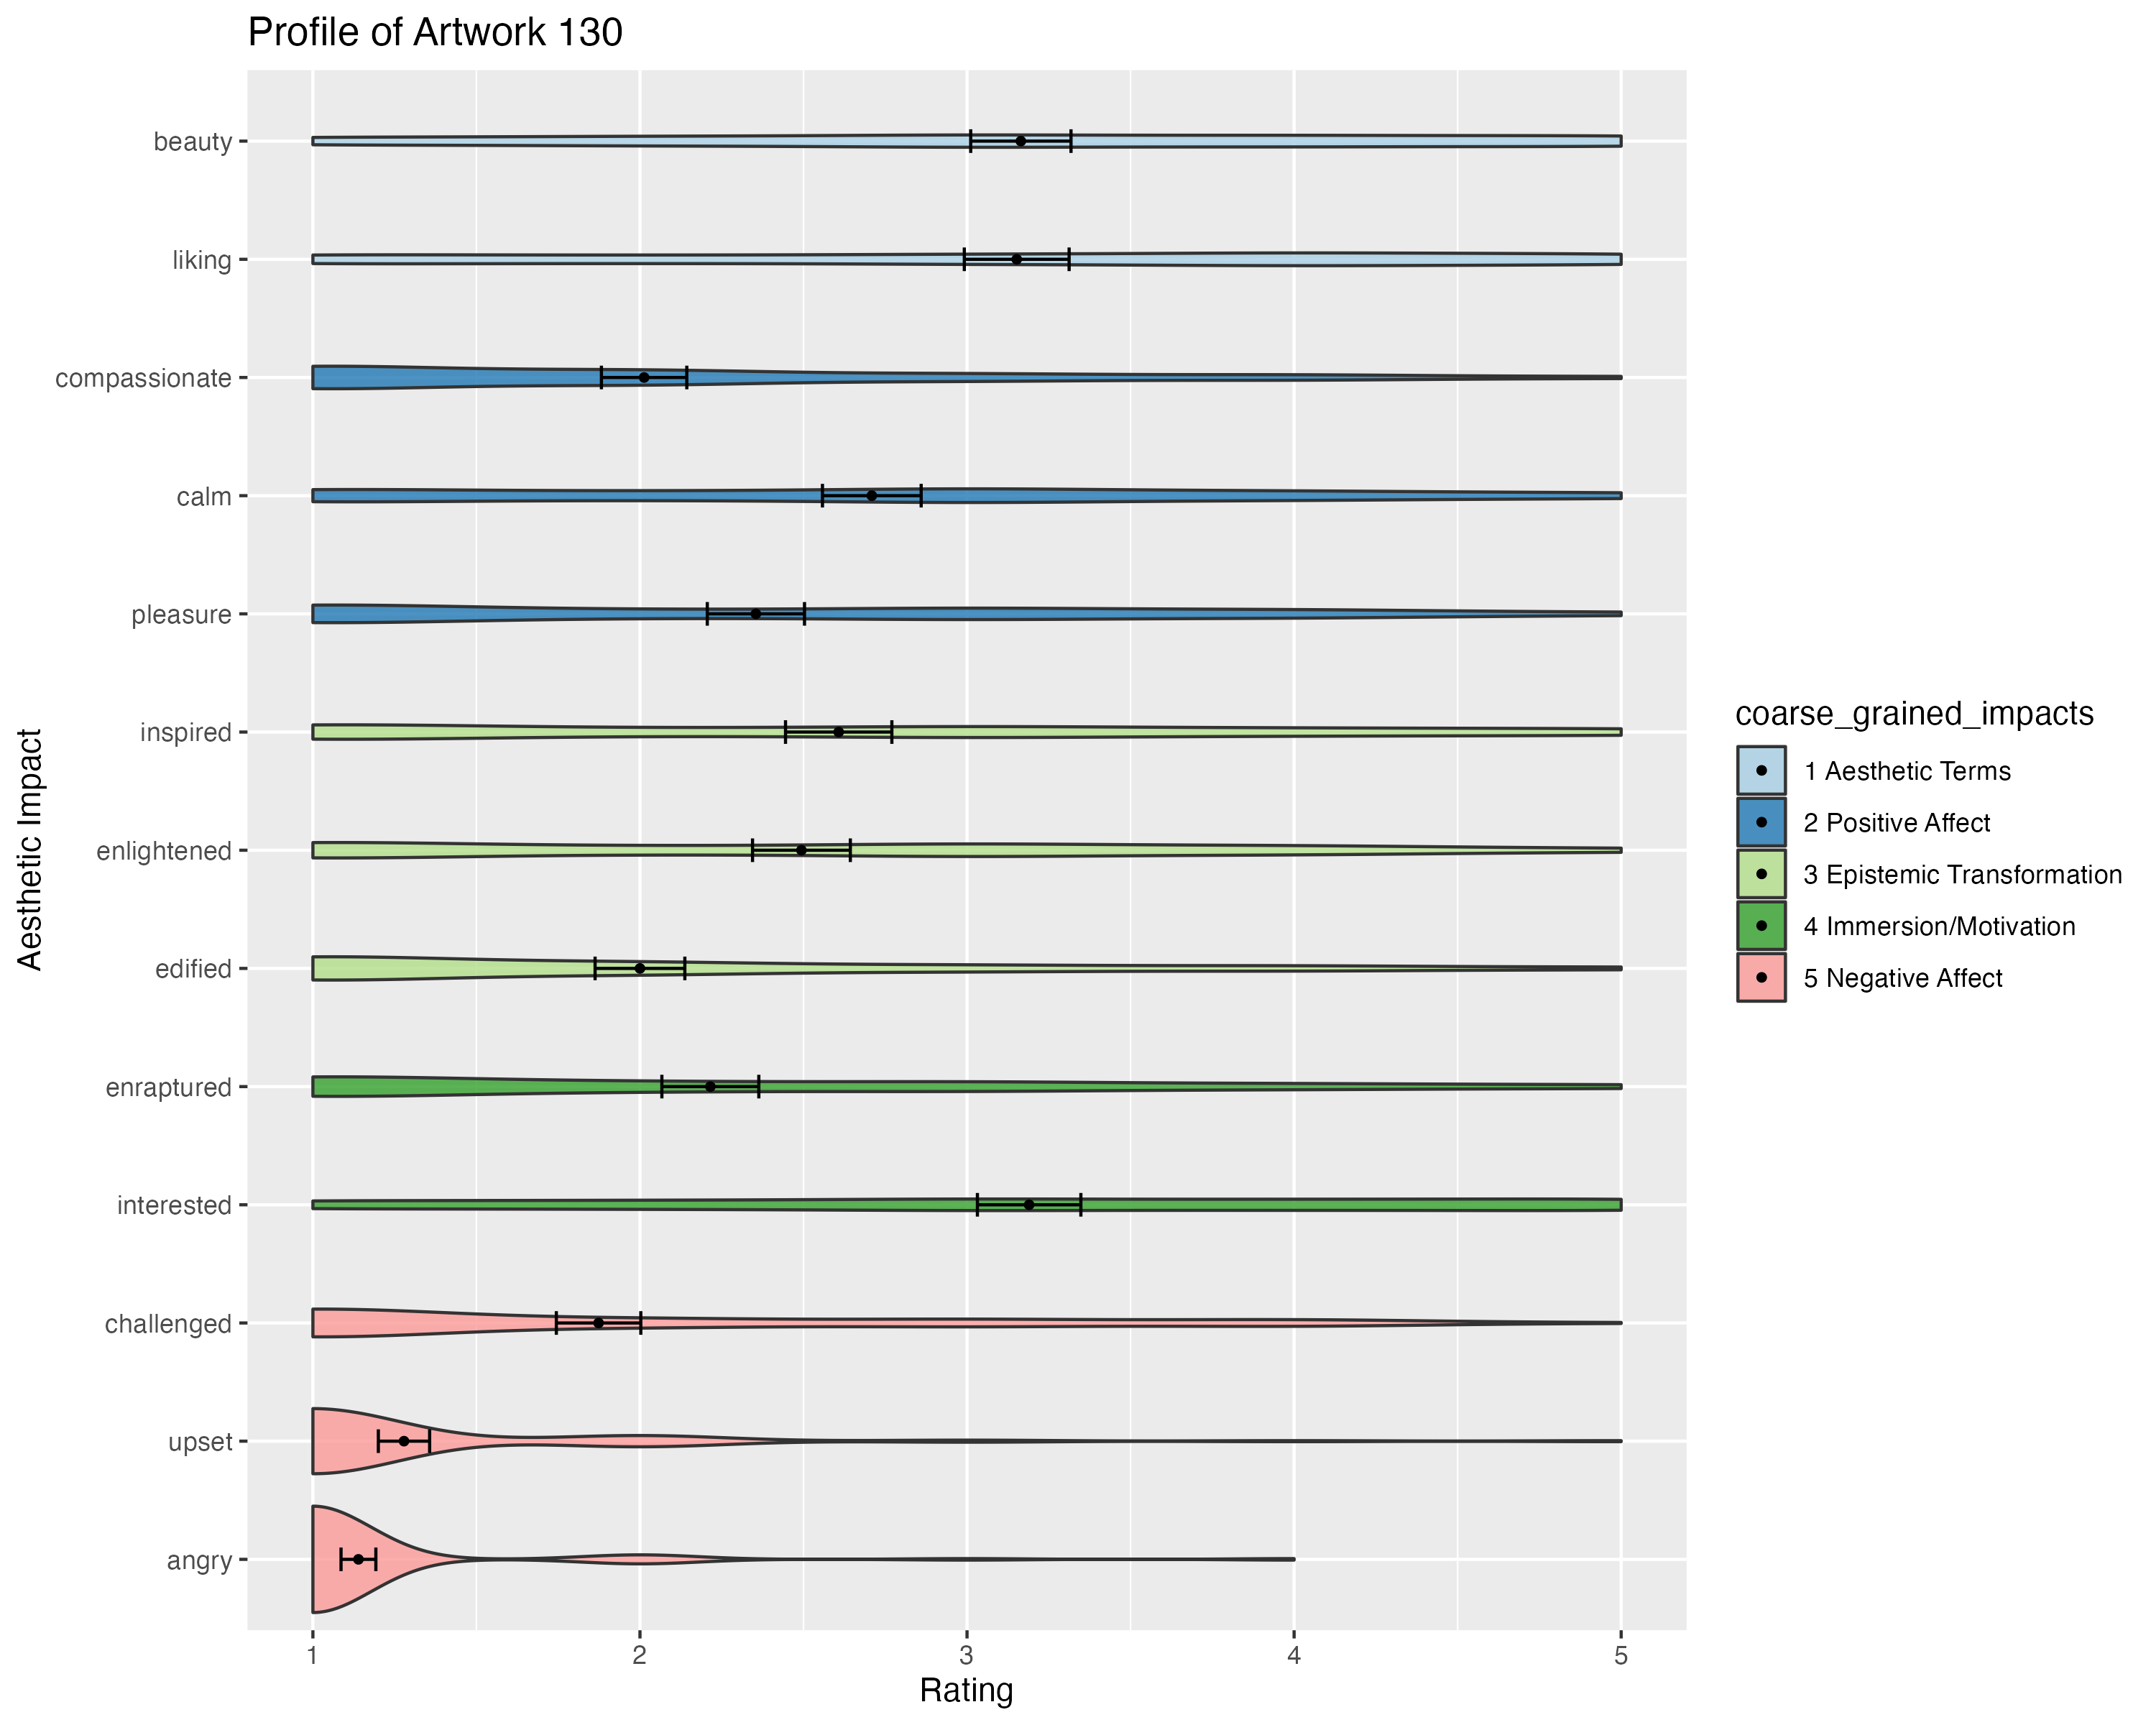 Profile of Artwork 130
beauty
liking
compassionate
calm
pleasure
inspired
enlightened
edified
enraptured
interested
challenged
upset
angry
Aesthetic Impact
1 2 3 4 5
Rating
coarse_grained_impacts
1 Aesthetic Terms
2 Positive Affect
3 Epistemic Transformation
4 Immersion/Motivation
5 Negative Affect